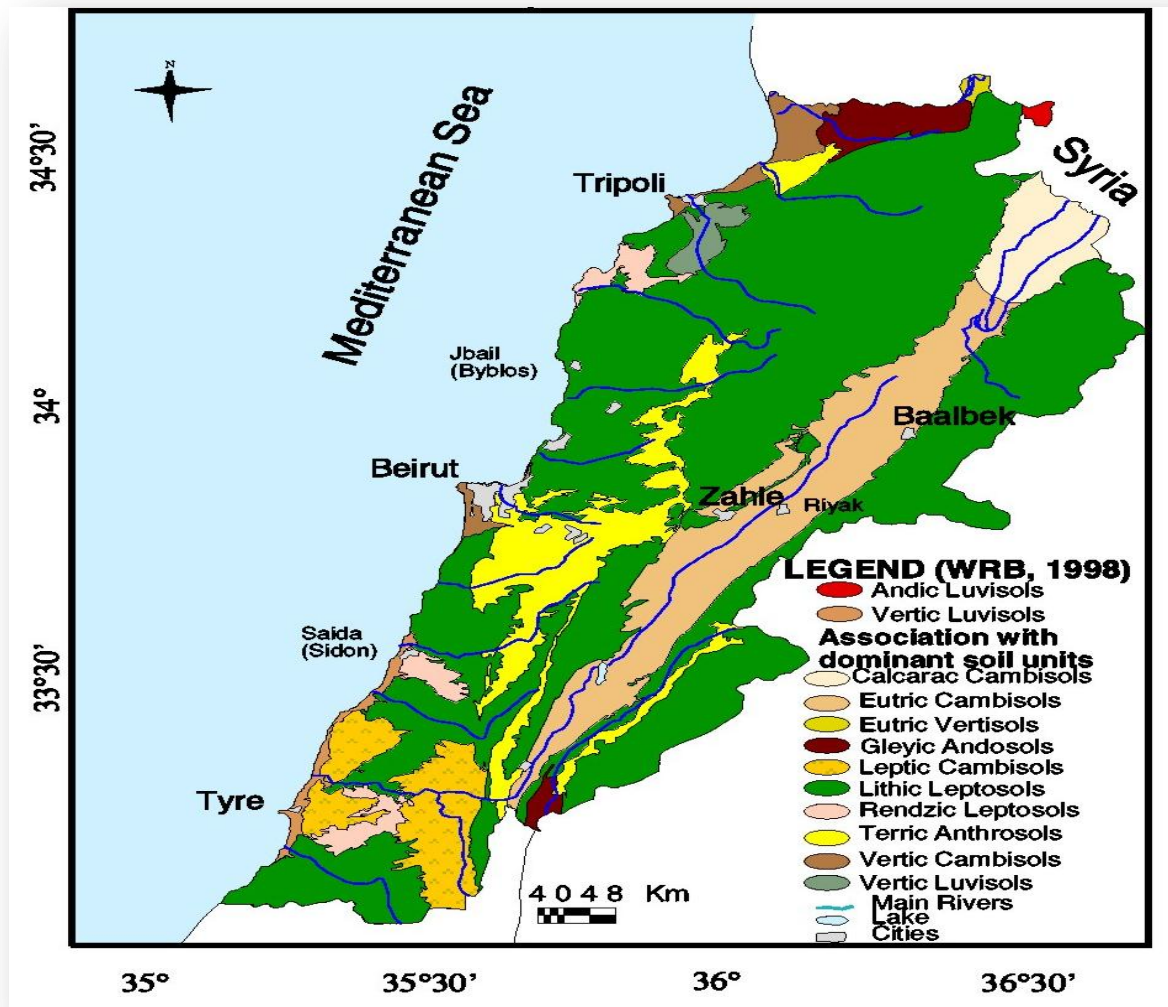 N
Mediterranean Sea
Syria
34°30'
34°
33°30'
Tripoli
Jbail
(Byblos)
Beirut
Baalbek
Zahle
Riyak
Saida
(Sidon)
Tyre
LEGEND (WRB, 1998)
Andic Luvisols
Vertic Luvisols
Association with
dominant soil units
Calcarac Cambisols
Eutric Cambisols
Eutric Vertisols
Gleyic Andosols
Leptic Cambisols
Lithic Leptosols
Rendzic Leptosols
Terric Anthrosols
Vertic Cambisols
Vertic Luvisols
Main Rivers
Lake
Cities
4 0 4 8 Km
35°
35°30'
36°
36°30'